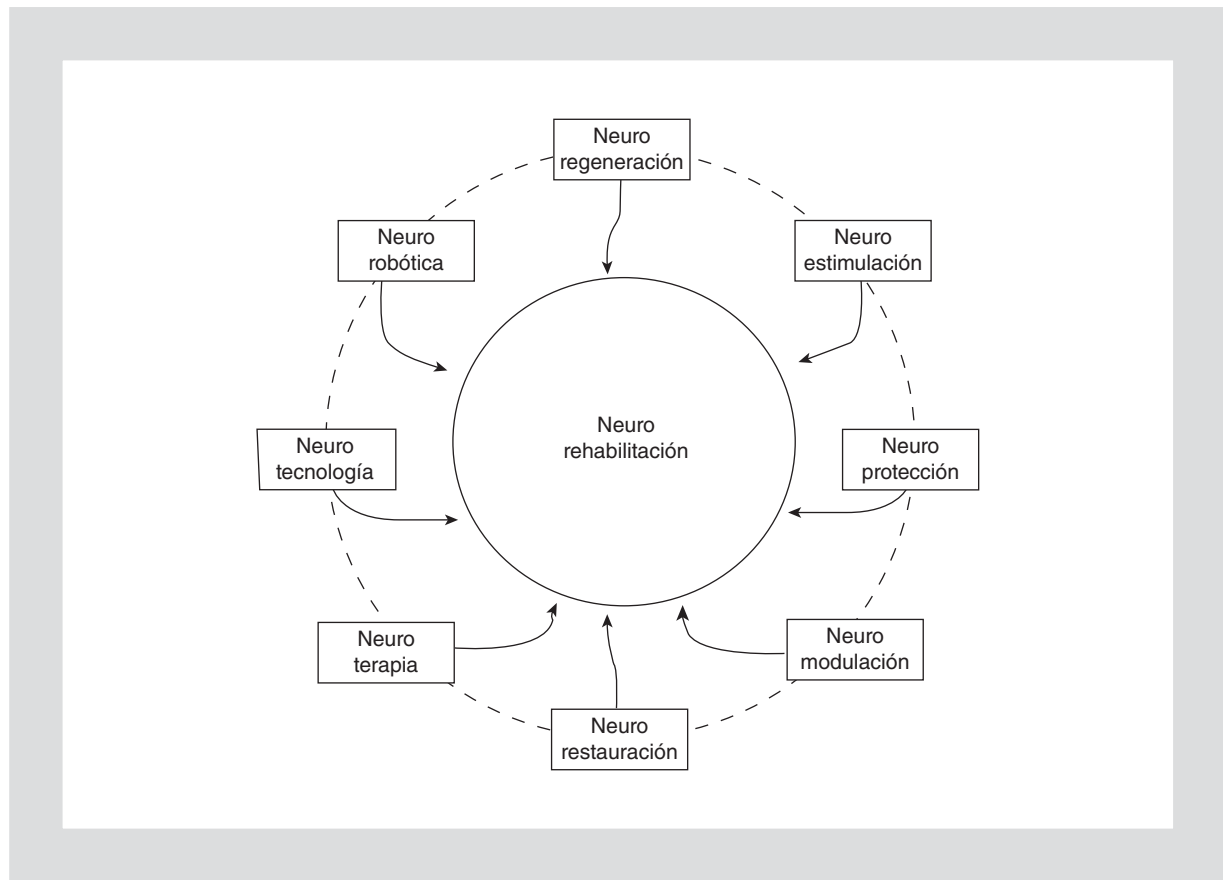 Neuro
regeneración
Neuro
robótica
Neuro
estimulación
Neuro
rehabilitación
Neuro
tecnología
Neuro
protección
Neuro
terapia
Neuro
modulación
Neuro
restauración